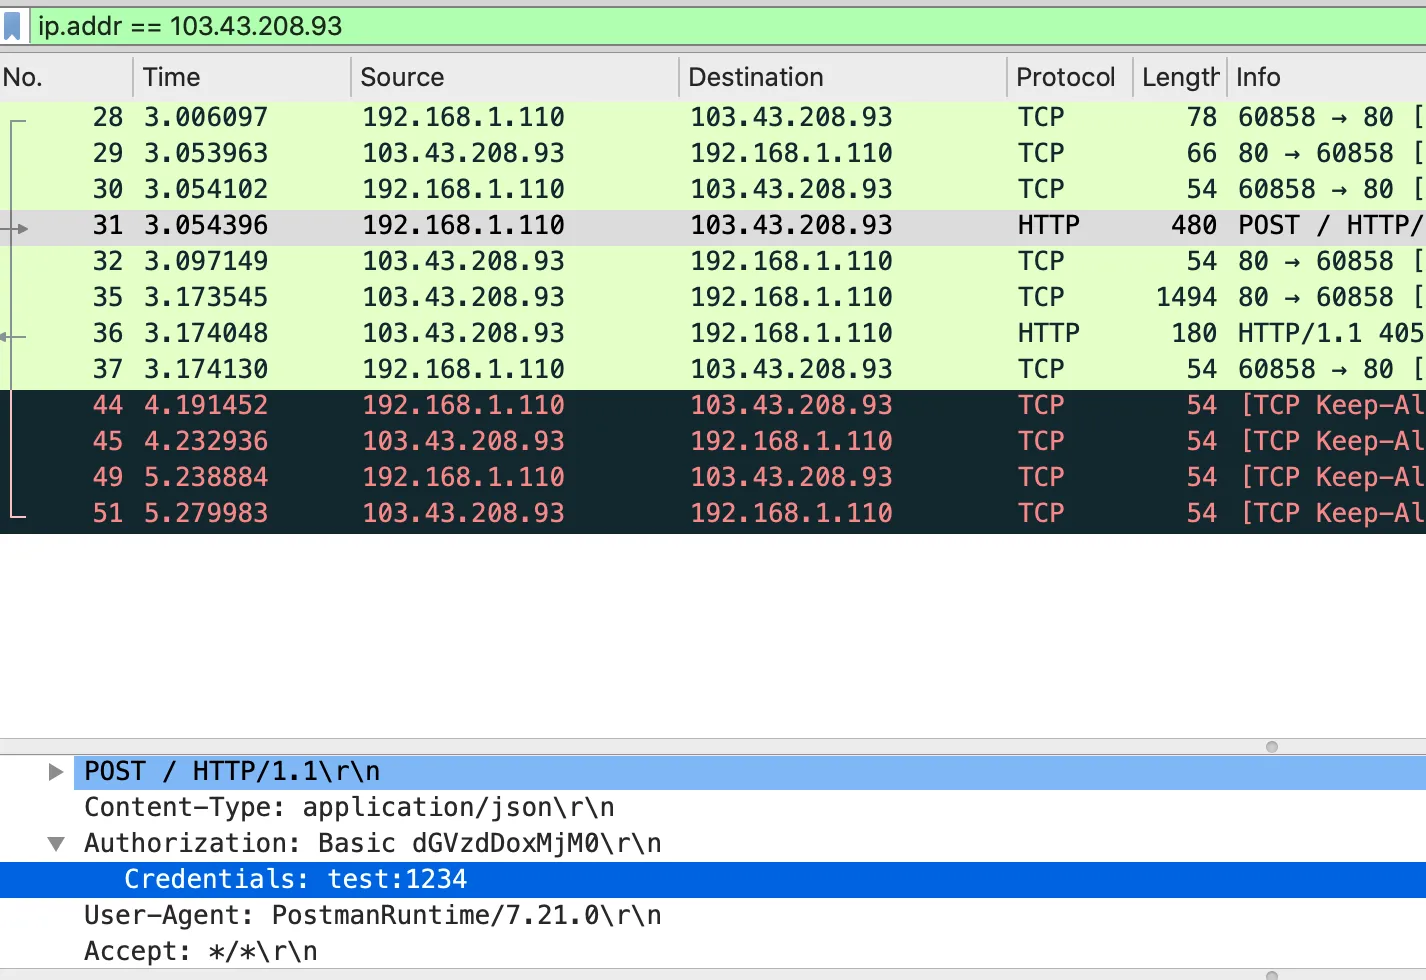 ip.addr == 103.43.208.93
No. Time Source Destination Protocol Length Info
28 3.006097 192.168.1.110 103.43.208.93 TCP 78 60858 → 80 [
29 3.053963 103.43.208.93 192.168.1.110 TCP 66 80 → 60858 [
30 3.054102 192.168.1.110 103.43.208.93 TCP 54 60858 → 80 [
31 3.054396 192.168.1.110 103.43.208.93 HTTP 480 POST / HTTP/
32 3.097149 103.43.208.93 192.168.1.110 TCP 54 80 → 60858 [
35 3.173545 103.43.208.93 192.168.1.110 TCP 1494 80 → 60858 [
36 3.174048 103.43.208.93 192.168.1.110 HTTP 180 HTTP/1.1 405
37 3.174130 192.168.1.110 103.43.208.93 TCP 54 60858 → 80 [
44 4.191452 192.168.1.110 103.43.208.93 TCP 54 [TCP Keep-Al
45 4.232936 103.43.208.93 192.168.1.110 TCP 54 [TCP Keep-Al
49 5.238884 192.168.1.110 103.43.208.93 TCP 54 [TCP Keep-Al
51 5.279983 103.43.208.93 192.168.1.110 TCP 54 [TCP Keep-Al
POST / HTTP/1.1\r\n
Content-Type: application/json\r\n
Authorization: Basic dGVzdDoxMjM0\r\n
Credentials: test:1234
User-Agent: PostmanRuntime/7.21.0\r\n
Accept: */*\r\n